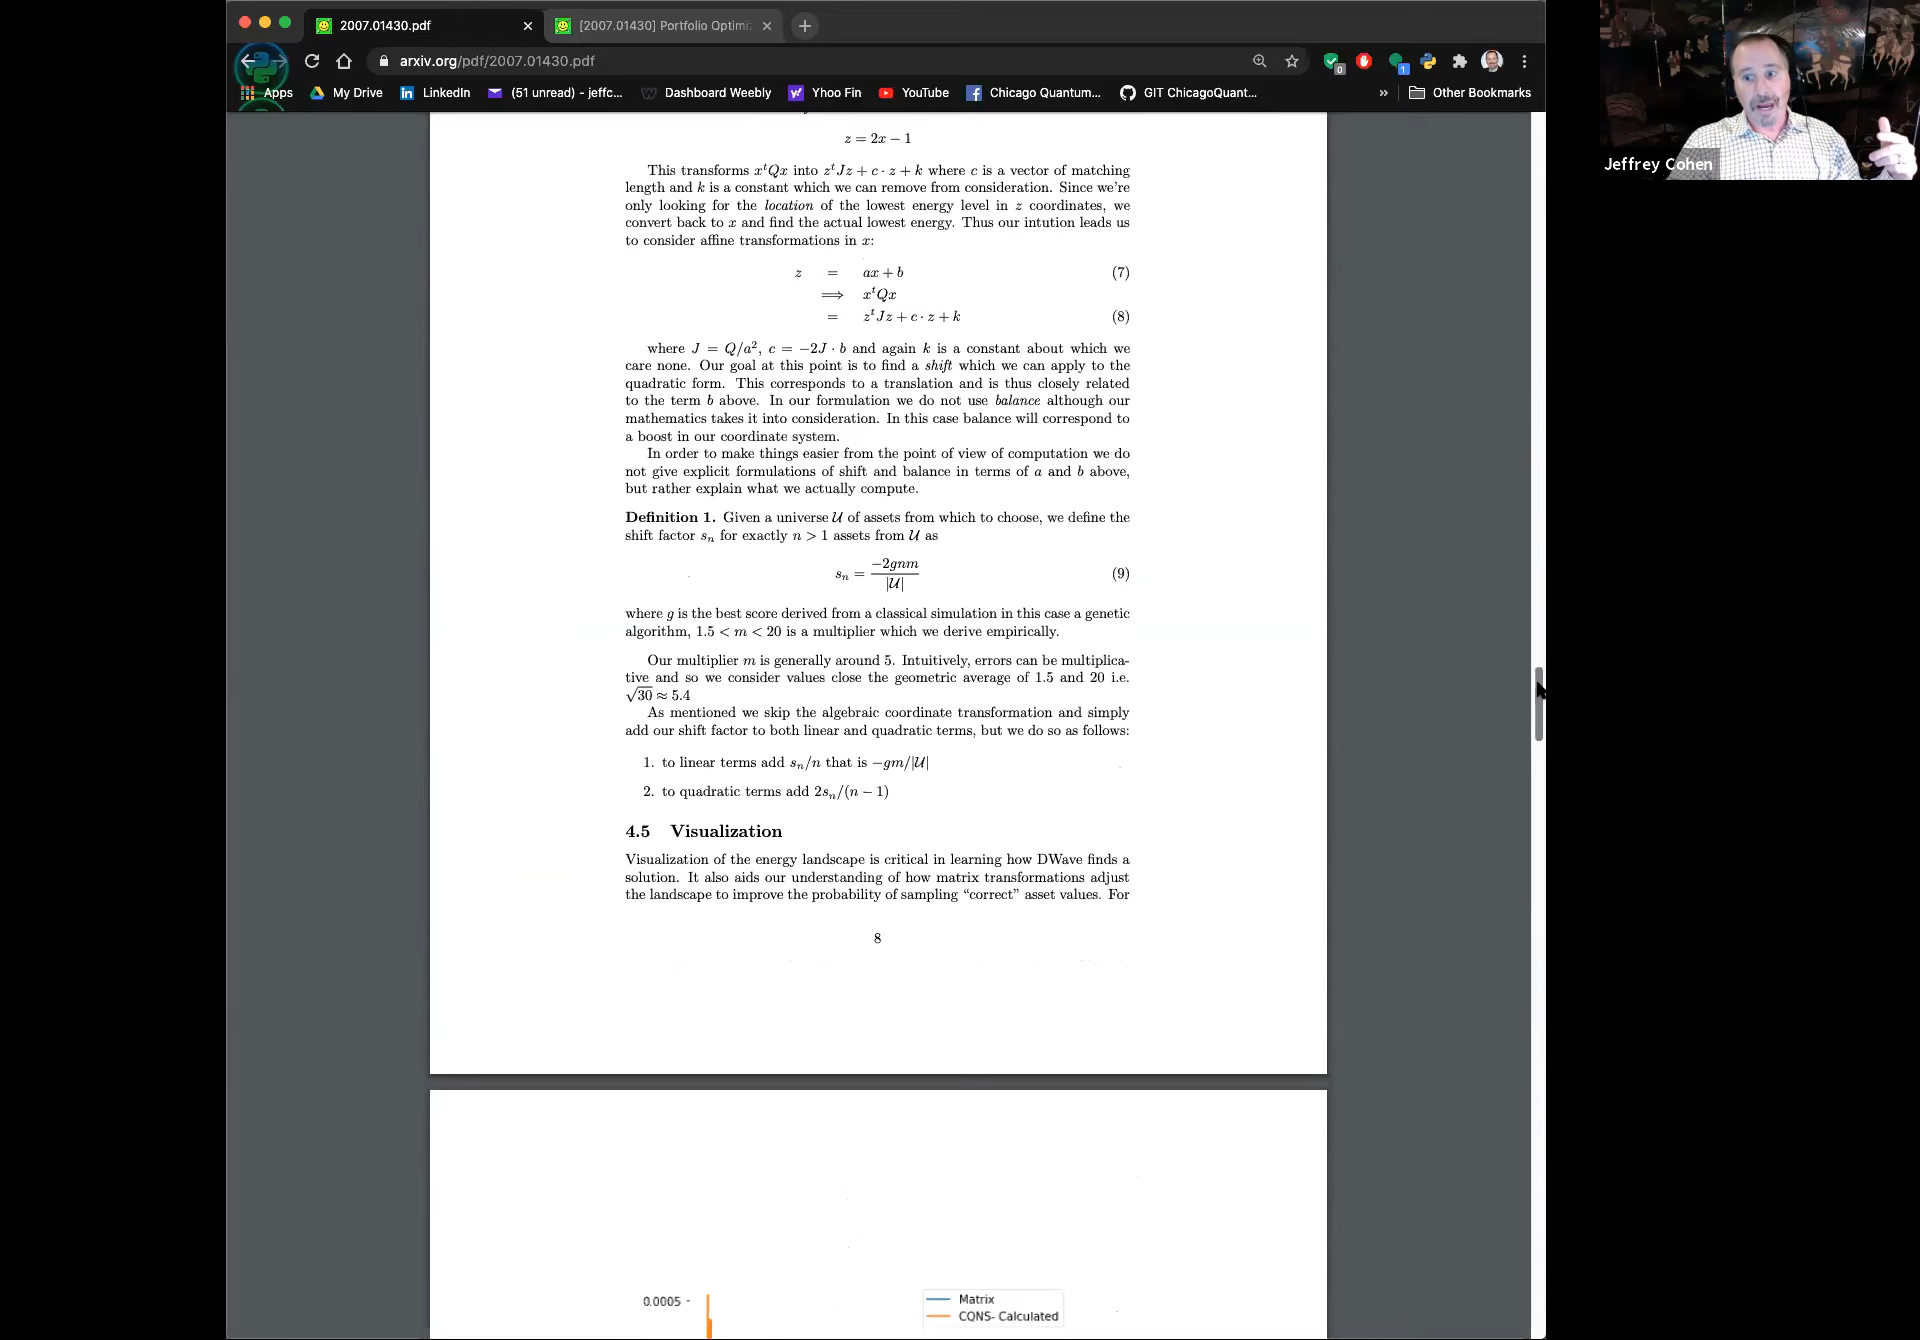 2007.01430.pdf
[2007.01430] Portfolio Optimi
arxiv.org/pdf/2007.01430.pdf
0
1
Apps
My Drive
LinkedIn
(51 unread) - jeffc...
Dashboard Weebly
Yhoo Fin
YouTube
Chicago Quantum...
GIT ChicagoQuant...
»
Other Bookmarks
Jeffrey Cohen
z = 2x − 1
This transforms xᵗQx into zᵗJz + c · z + k where c is a vector of matching
length and k is a constant which we can remove from consideration. Since we're
only looking for the location of the lowest energy level in z coordinates, we
convert back to x and find the actual lowest energy. Thus our intution leads us
to consider affine transformations in x:
z = ax + b (7)
⟹ xᵗQx
= zᵗJz + c · z + k (8)
where J = Q/a², c = −2J · b and again k is a constant about which we
care none. Our goal at this point is to find a shift which we can apply to the
quadratic form. This corresponds to a translation and is thus closely related
to the term b above. In our formulation we do not use balance although our
mathematics takes it into consideration. In this case balance will correspond to
a boost in our coordinate system.
In order to make things easier from the point of view of computation we do
not give explicit formulations of shift and balance in terms of a and b above,
but rather explain what we actually compute.
Definition 1. Given a universe 𝒰 of assets from which to choose, we define the
shift factor sₙ for exactly n > 1 assets from 𝒰 as
sₙ = −2gnm / |𝒰| (9)
where g is the best score derived from a classical simulation in this case a genetic
algorithm, 1.5 < m < 20 is a multiplier which we derive empirically.
Our multiplier m is generally around 5. Intuitively, errors can be multiplica-
tive and so we consider values close the geometric average of 1.5 and 20 i.e.
√30 ≈ 5.4
As mentioned we skip the algebraic coordinate transformation and simply
add our shift factor to both linear and quadratic terms, but we do so as follows:
1. to linear terms add sₙ/n that is −gm/|𝒰|
2. to quadratic terms add 2sₙ/(n − 1)
4.5 Visualization
Visualization of the energy landscape is critical in learning how DWave finds a
solution. It also aids our understanding of how matrix transformations adjust
the landscape to improve the probability of sampling “correct” asset values. For
8
0.0005
Matrix
CQNS- Calculated